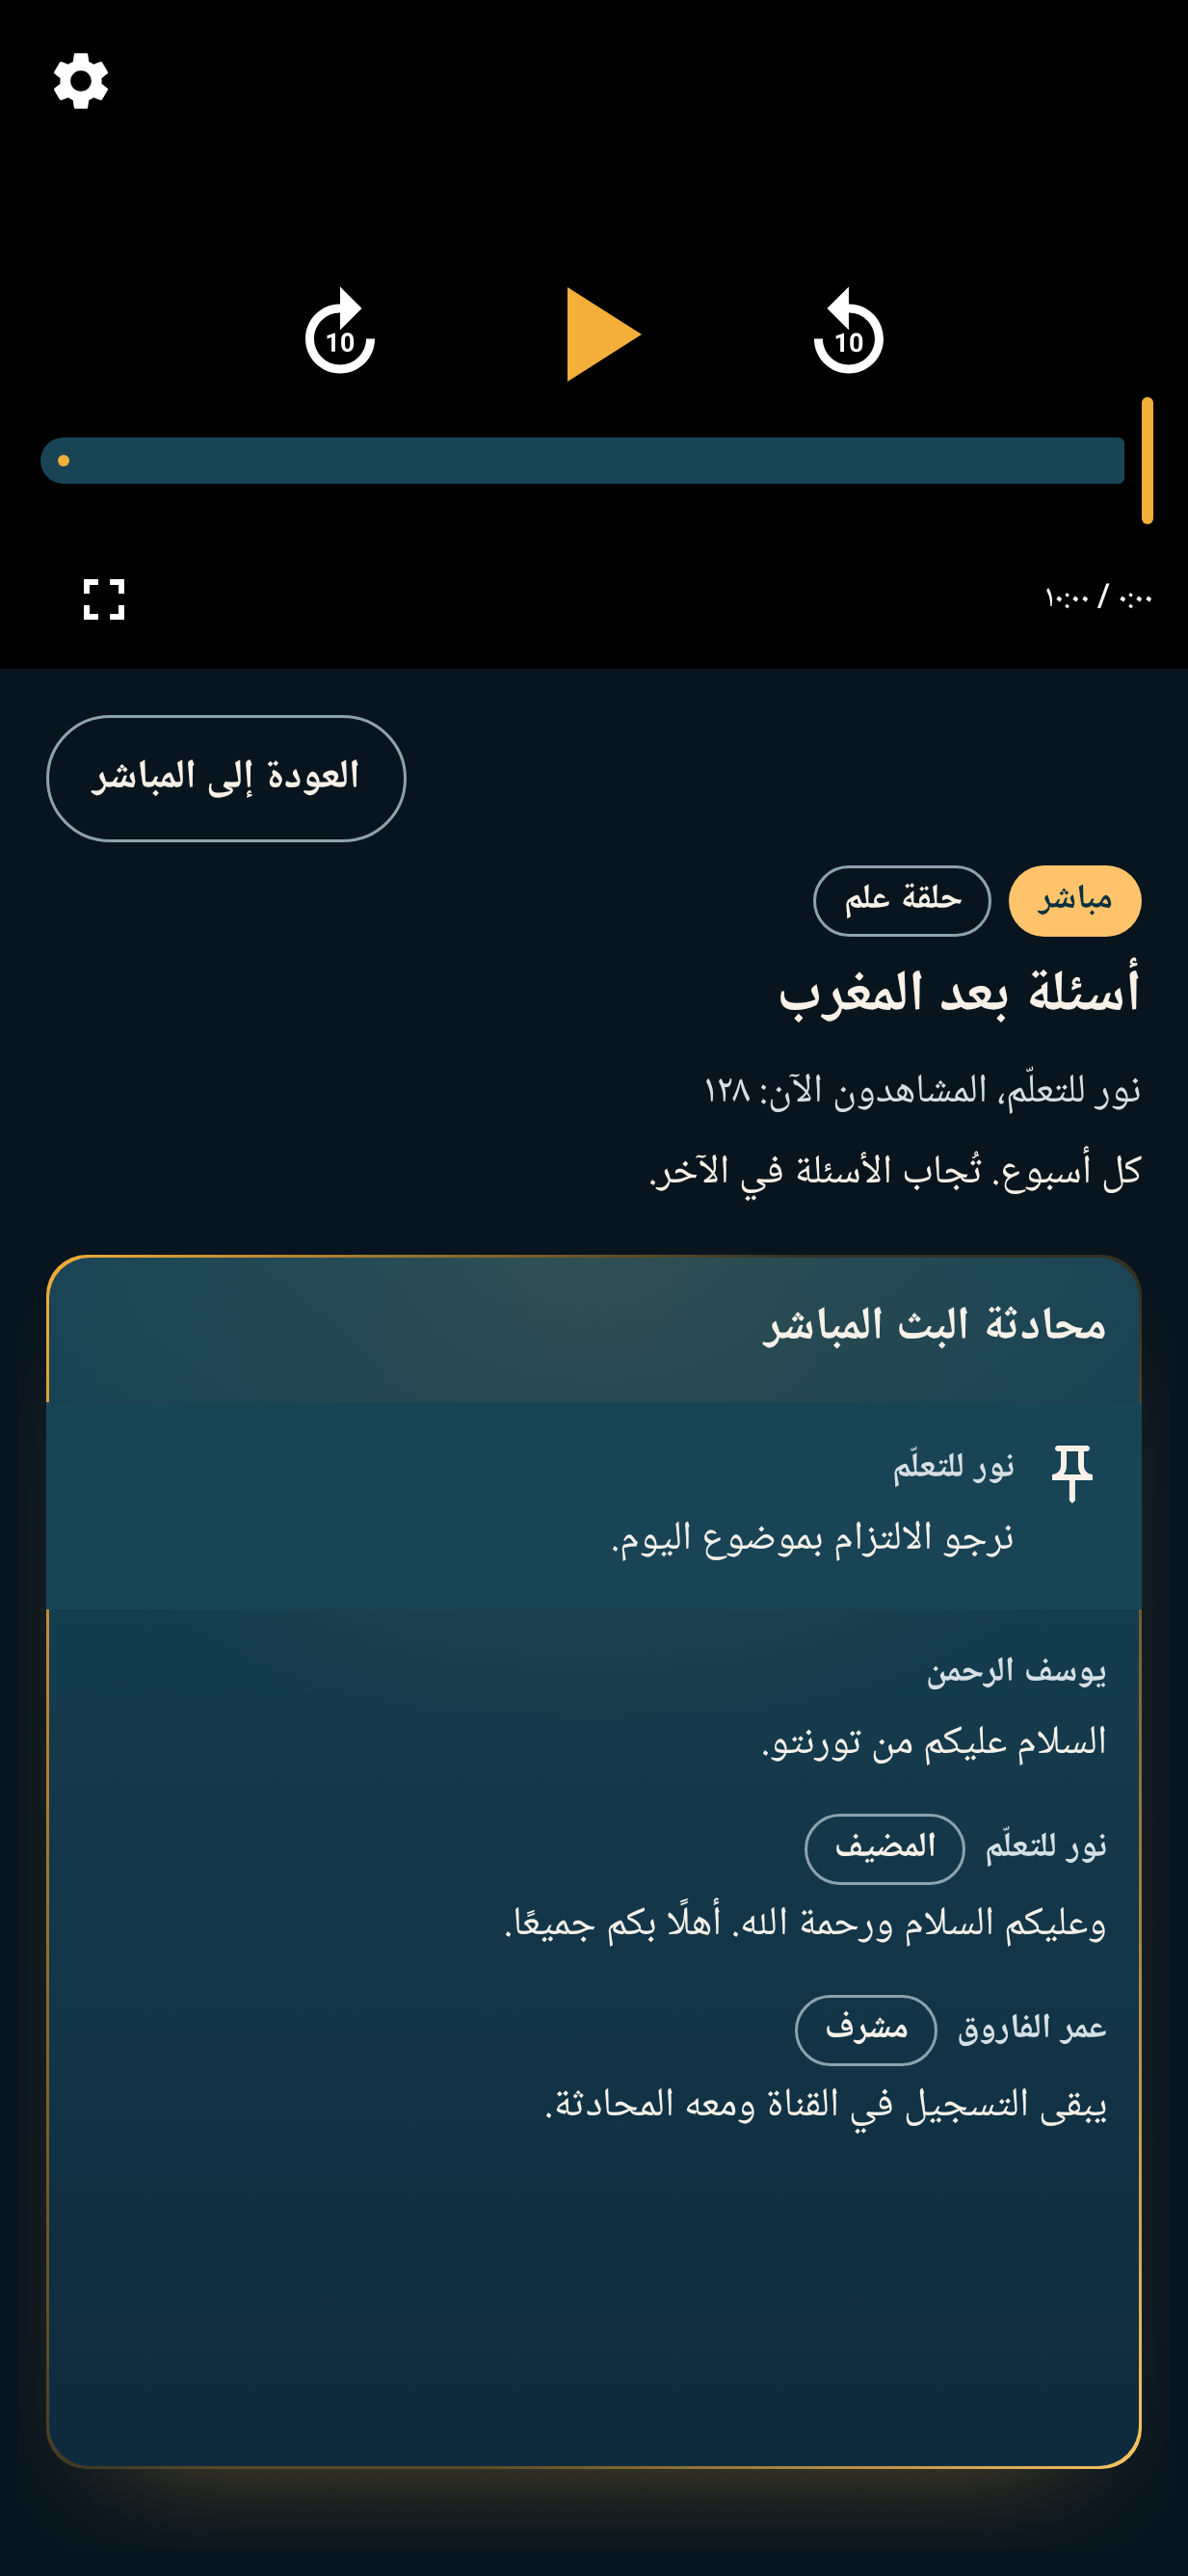 10 10
٠:٠٠ / ١٠:٠٠
العودة إلى المباشر
مباشر حلقة علم
أسئلة بعد المغرب
نور للتعلّم، المشاهدون الآن: ١٢٨
كل أسبوع. تُجاب الأسئلة في الآخر.
محادثة البث المباشر
نور للتعلّم
نرجو الالتزام بموضوع اليوم.
يوسف الرحمن
السلام عليكم من تورنتو.
نور للتعلّم المضيف
وعليكم السلام ورحمة الله. أهلًا بكم جميعًا.
عمر الفاروق مشرف
يبقى التسجيل في القناة ومعه المحادثة.